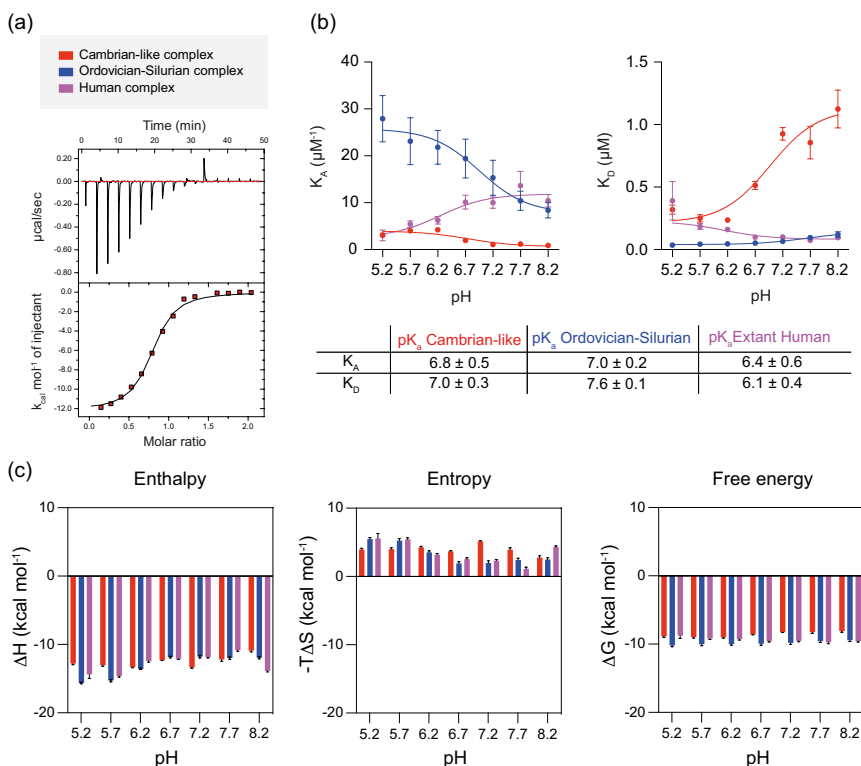 (a)
Cambrian-like complex
Ordovician-Silurian complex
Human complex
Time (min)
0 10 20 30 40 50
0.20
0.00
-0.20
-0.40
-0.60
-0.80
µcal/sec
0.0
-2.0
-4.0
-6.0
-8.0
-10.0
-12.0
kcal mol-1 of injectant
0.0 0.5 1.0 1.5 2.0
Molar ratio
(b)
40
30
20
10
0
KA (µM-1)
5.2 5.7 6.2 6.7 7.2 7.7 8.2
pH
1.5
1.0
0.5
0.0
KD (µM)
5.2 5.7 6.2 6.7 7.2 7.7 8.2
pH
pKa Cambrian-like pKa Ordovician-Silurian pKaExtant Human
KA 6.8 ± 0.5 7.0 ± 0.2 6.4 ± 0.6
KD 7.0 ± 0.3 7.6 ± 0.1 6.1 ± 0.4
(c)
Enthalpy
10
0
-10
-20
ΔH (kcal mol-1)
5.2 5.7 6.2 6.7 7.2 7.7 8.2
pH
Entropy
10
0
-10
-20
-TΔS (kcal mol-1)
5.2 5.7 6.2 6.7 7.2 7.7 8.2
pH
Free energy
10
0
-10
-20
ΔG (kcal mol-1)
5.2 5.7 6.2 6.7 7.2 7.7 8.2
pH